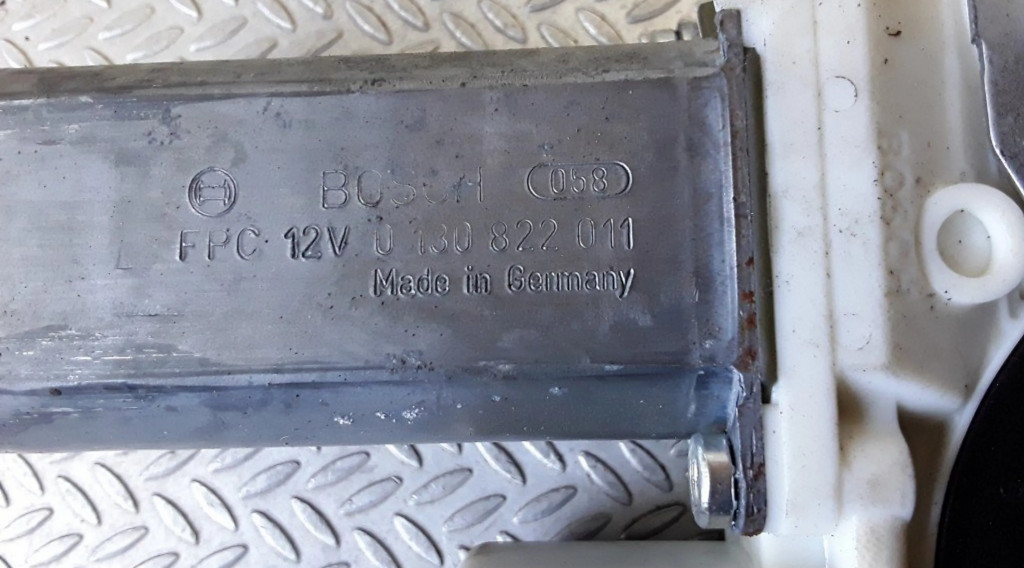 BOSCH 058
FPC 12V 0 130 822 011
Made in Germany